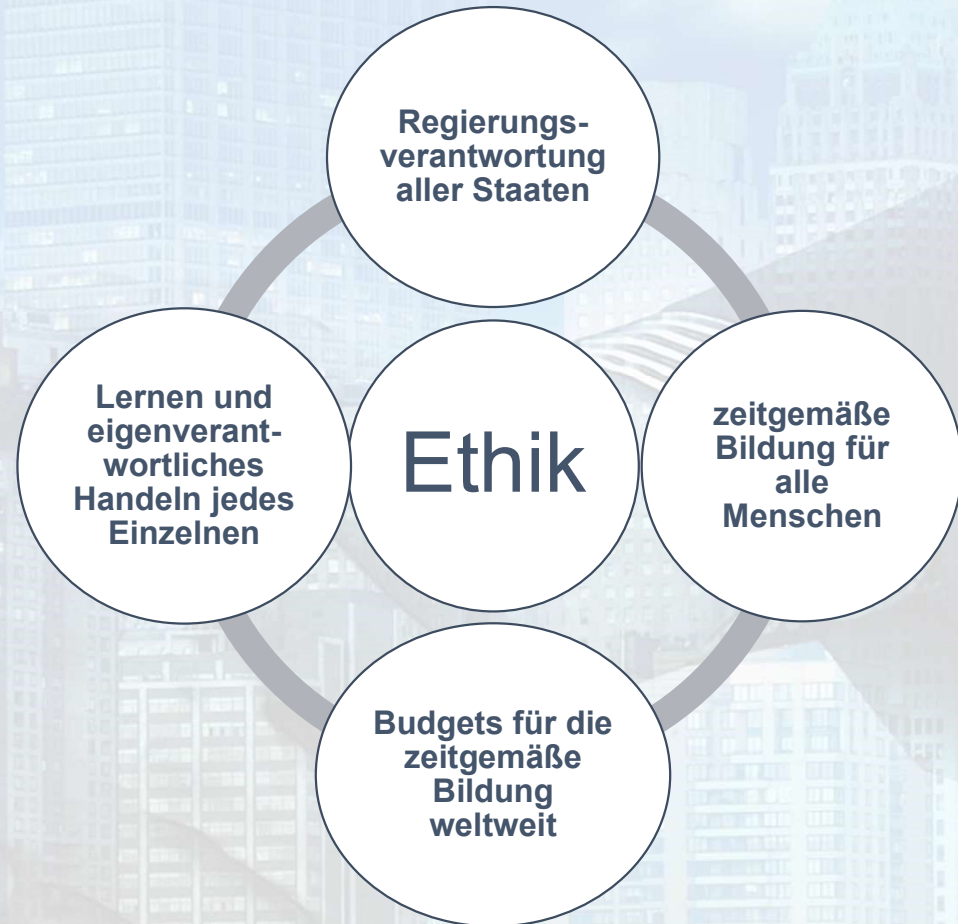 Regierungs-
verantwortung
aller Staaten
Lernen und
eigenverant-
wortliches
Handeln jedes
Einzelnen
Ethik
zeitgemäße
Bildung für
alle
Menschen
Budgets für die
zeitgemäße
Bildung
weltweit